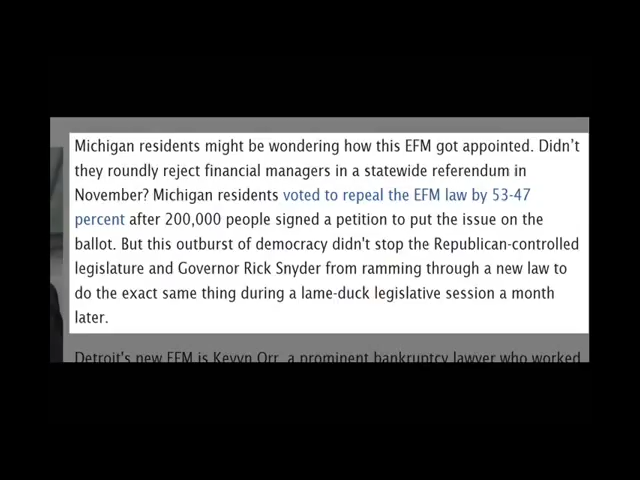 Michigan residents might be wondering how this EFM got appointed. Didn't
they roundly reject financial managers in a statewide referendum in
November? Michigan residents voted to repeal the EFM law by 53-47
percent after 200,000 people signed a petition to put the issue on the
ballot. But this outburst of democracy didn't stop the Republican-controlled
legislature and Governor Rick Snyder from ramming through a new law to
do the exact same thing during a lame-duck legislative session a month
later.
Detroit's new EFM is Kevyn Orr, a prominent bankruptcy lawyer who worked